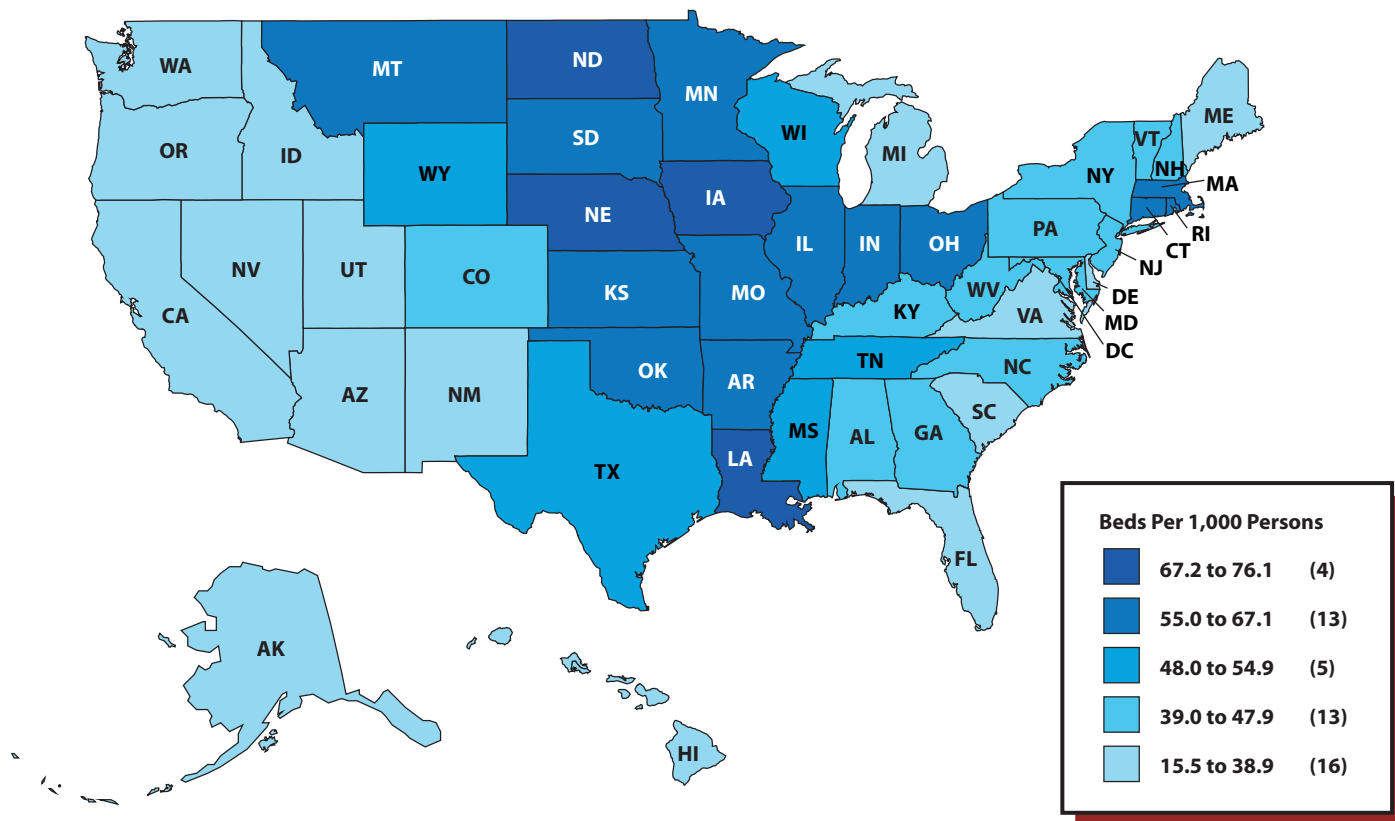 WA
MT
ND
MN
OR
ID
WY
SD
WI
MI
ME
VT
NH
NY
MA
RI
CT
NJ
PA
NE
IA
NV
UT
CO
KS
MO
IL
IN
OH
WV
KY
VA
DE
MD
DC
CA
AZ
NM
OK
AR
TN
NC
SC
TX
LA
MS
AL
GA
FL
AK
HI
Beds Per 1,000 Persons
67.2 to 76.1 (4)
55.0 to 67.1 (13)
48.0 to 54.9 (5)
39.0 to 47.9 (13)
15.5 to 38.9 (16)